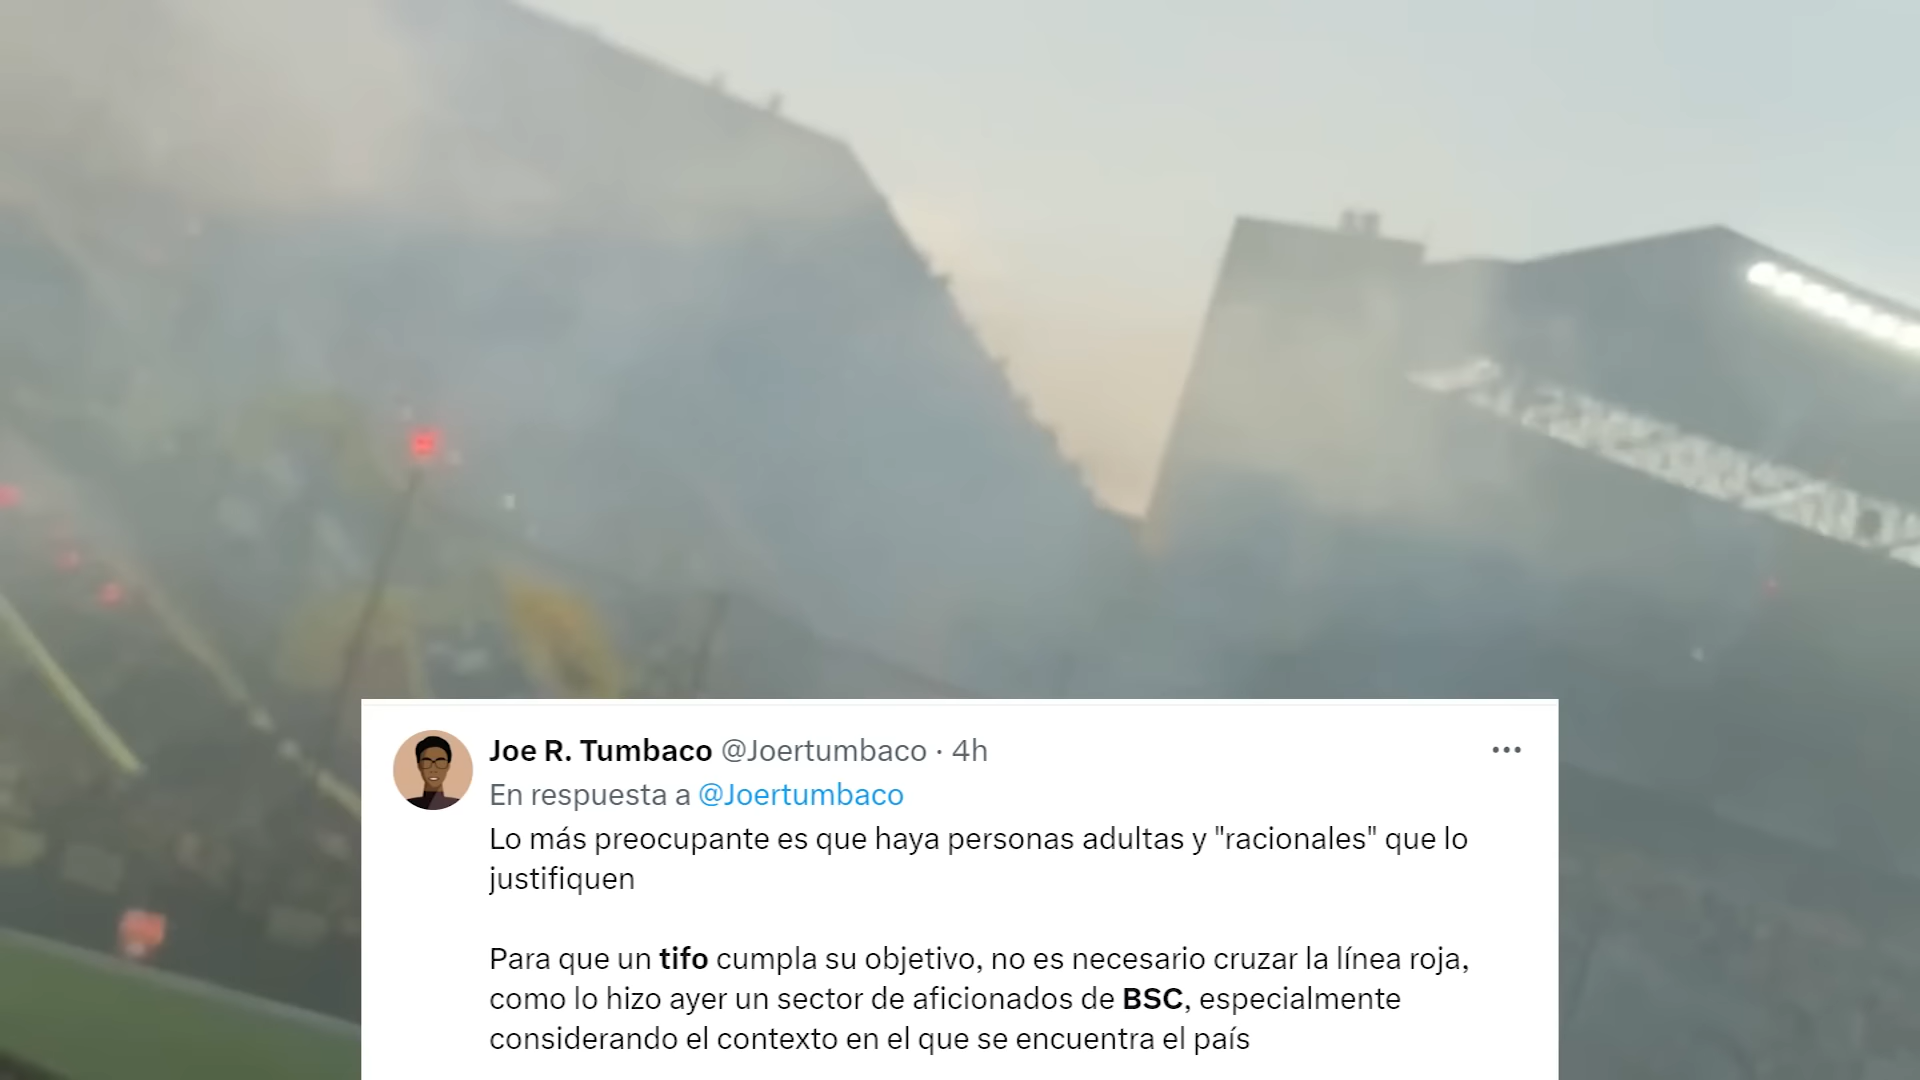 Joe R. Tumbaco @Joertumbaco · 4h
En respuesta a @Joertumbaco
Lo más preocupante es que haya personas adultas y "racionales" que lo
justifiquen
Para que un tifo cumpla su objetivo, no es necesario cruzar la línea roja,
como lo hizo ayer un sector de aficionados de BSC, especialmente
considerando el contexto en el que se encuentra el país